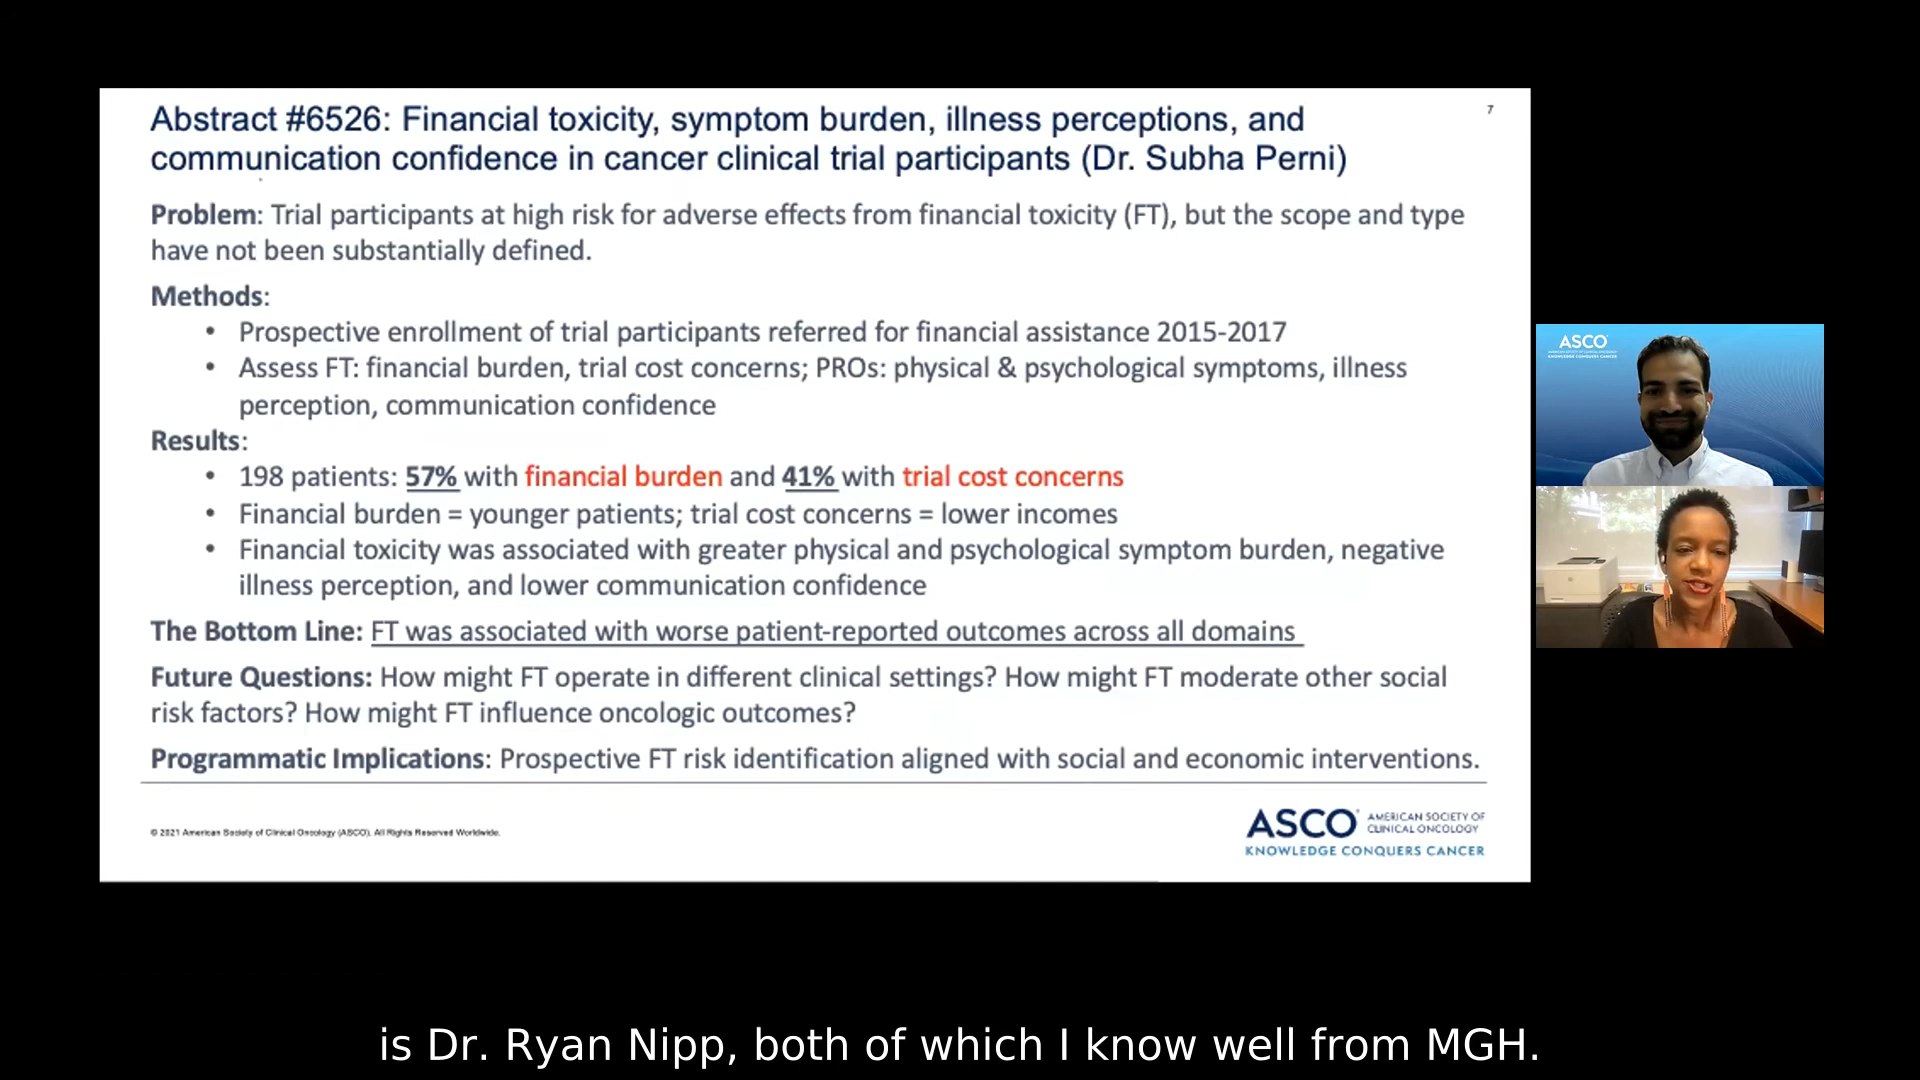 Abstract #6526: Financial toxicity, symptom burden, illness perceptions, and
communication confidence in cancer clinical trial participants (Dr. Subha Perni)
7
Problem: Trial participants at high risk for adverse effects from financial toxicity (FT), but the scope and type
have not been substantially defined.
Methods:
• Prospective enrollment of trial participants referred for financial assistance 2015-2017
• Assess FT: financial burden, trial cost concerns; PROs: physical & psychological symptoms, illness
perception, communication confidence
Results:
• 198 patients: 57% with financial burden and 41% with trial cost concerns
• Financial burden = younger patients; trial cost concerns = lower incomes
• Financial toxicity was associated with greater physical and psychological symptom burden, negative
illness perception, and lower communication confidence
The Bottom Line: FT was associated with worse patient-reported outcomes across all domains
Future Questions: How might FT operate in different clinical settings? How might FT moderate other social
risk factors? How might FT influence oncologic outcomes?
Programmatic Implications: Prospective FT risk identification aligned with social and economic interventions.
© 2021 American Society of Clinical Oncology (ASCO). All Rights Reserved Worldwide.
ASCO AMERICAN SOCIETY OF
CLINICAL ONCOLOGY
KNOWLEDGE CONQUERS CANCER
ASCO
KNOWLEDGE CONQUERS CANCER
is Dr. Ryan Nipp, both of which I know well from MGH.